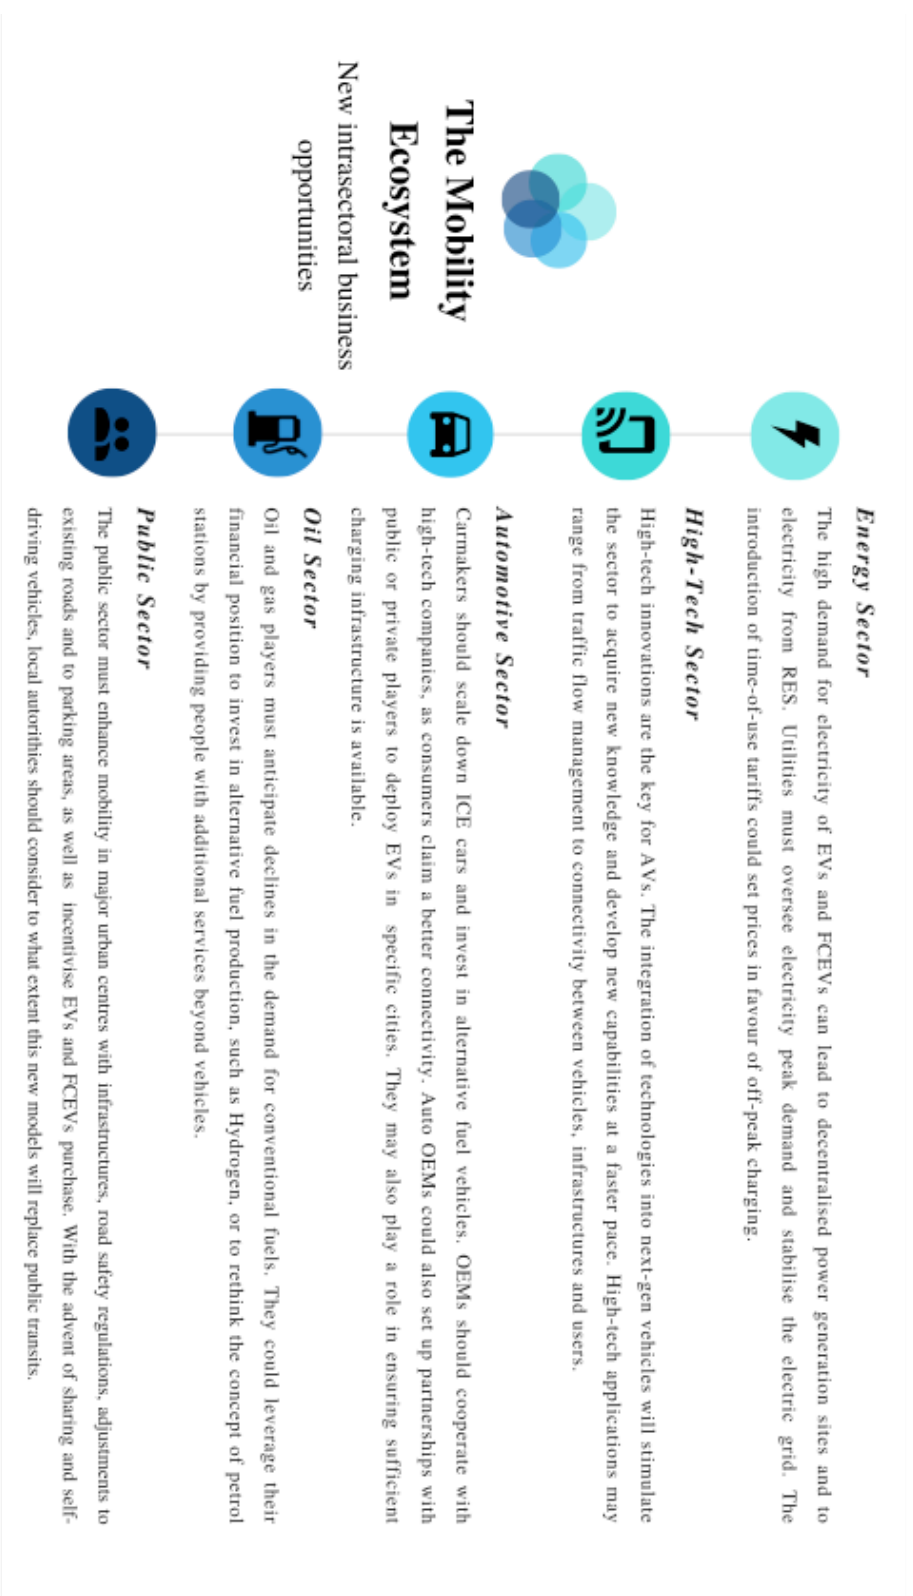 The Mobility
Ecosystem
New intrasectoral business
opportunities
Energy Sector
The high demand for electricity of EVs and FCEVs can lead to decentralised power generation sites and to
electricity from RES. Utilities must oversee electricity peak demand and stabilise the electric grid. The
introduction of time-of-use tariffs could set prices in favour of off-peak charging.
High-Tech Sector
High-tech innovations are the key for AVs. The integration of technologies into next-gen vehicles will stimulate
the sector to acquire new knowledge and develop new capabilities at a faster pace. High-tech applications may
range from traffic flow management to connectivity between vehicles, infrastructures and users.
Automotive Sector
Carmakers should scale down ICE cars and invest in alternative fuel vehicles. OEMs should cooperate with
high-tech companies, as consumers claim a better connectivity. Auto OEMs could also set up partnerships with
public or private players to deploy EVs in specific cities. They may also play a role in ensuring sufficient
charging infrastructure is available.
Oil Sector
Oil and gas players must anticipate declines in the demand for conventional fuels. They could leverage their
financial position to invest in alternative fuel production, such as Hydrogen, or to rethink the concept of petrol
stations by providing people with additional services beyond vehicles.
Public Sector
The public sector must enhance mobility in major urban centres with infrastructures, road safety regulations, adjustments to
existing roads and to parking areas, as well as incentivise EVs and FCEVs purchase. With the advent of sharing and self-
driving vehicles, local autorithies should consider to what extent this new models will replace public transits.